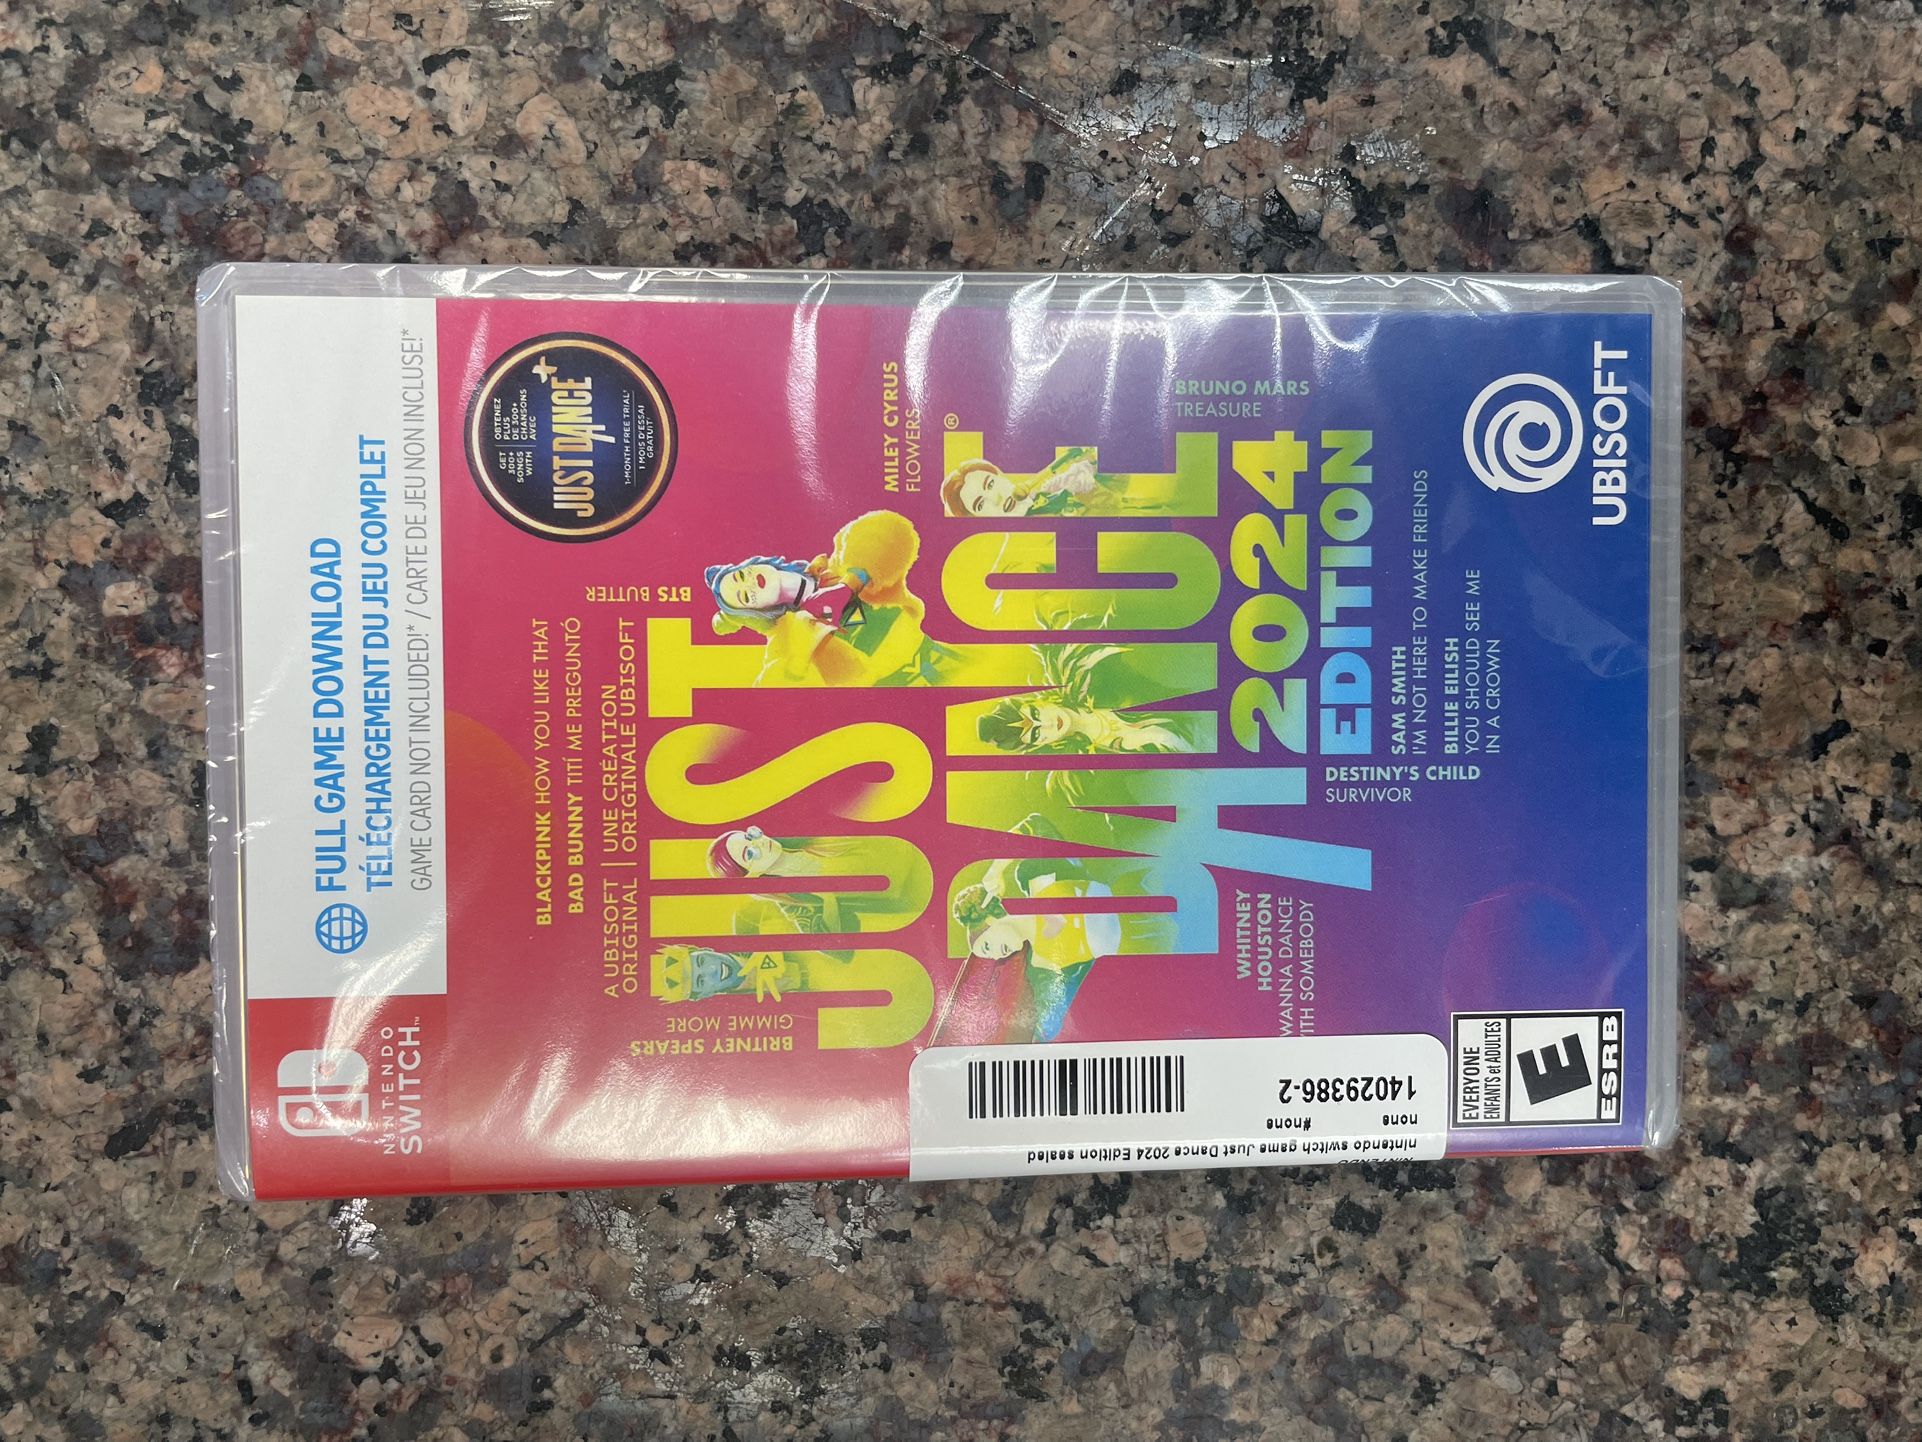 NINTENDO
SWITCH™
FULL GAME DOWNLOAD
TÉLÉCHARGEMENT DU JEU COMPLET
GAME CARD NOT INCLUDED!* / CARTE DE JEU NON INCLUSE!*
GET
300+
SONGS
WITH
OBTENEZ
PLUS
DE 300+
CHANSONS
AVEC
JUST DANCE+
1-MONTH FREE TRIAL¹
1 MOIS D'ESSAI
GRATUIT¹
BLACKPINK HOW YOU LIKE THAT
BAD BUNNY TITÍ ME PREGUNTÓ
BTS BUTTER
A UBISOFT
ORIGINAL
UNE CRÉATION
ORIGINALE UBISOFT
BRITNEY SPEARS
GIMME MORE
JUST
DANCE®
2024
EDITION
MILEY CYRUS
FLOWERS
BRUNO MARS
TREASURE
WHITNEY
HOUSTON
WANNA DANCE
WITH SOMEBODY
DESTINY'S CHILD
SURVIVOR
SAM SMITH
I'M NOT HERE TO MAKE FRIENDS
BILLIE EILISH
YOU SHOULD SEE ME
IN A CROWN
EVERYONE
ENFANTS et ADULTES
E
ESRB
UBISOFT
NINTENDO
nintendo switch game Just Dance 2024 Edition sealed
none
#none
14029386-2